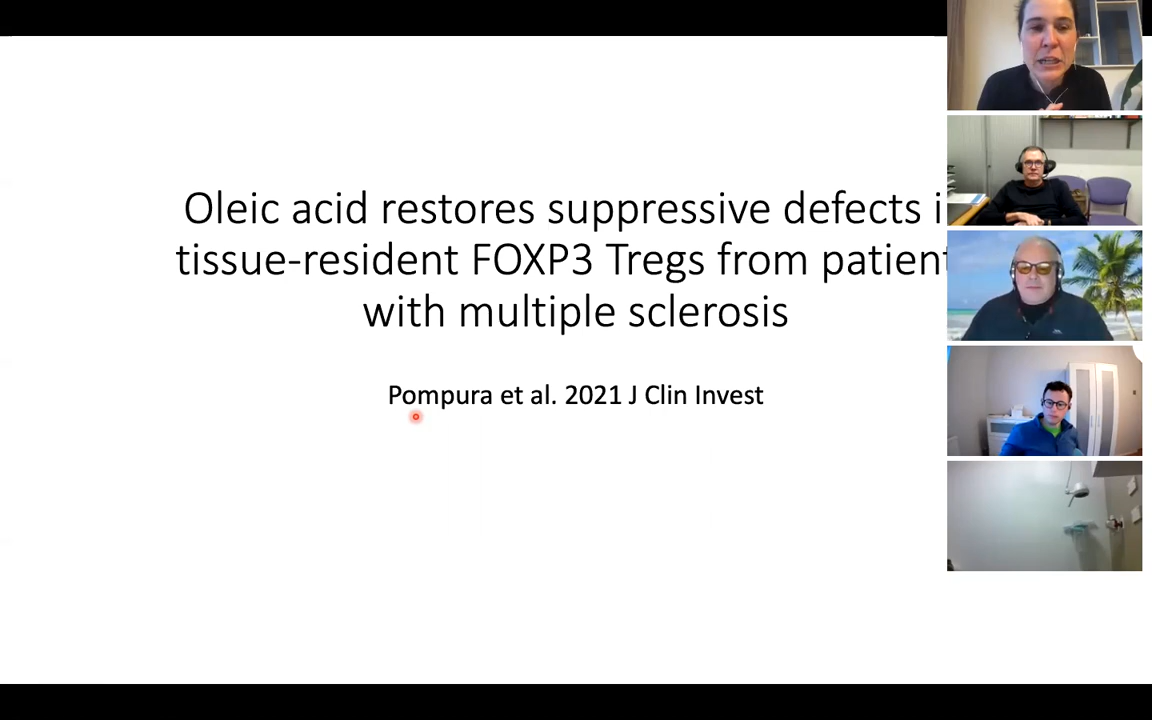 Oleic acid restores suppressive defects i
tissue-resident FOXP3 Tregs from patient
with multiple sclerosis
Pompura et al. 2021 J Clin Invest